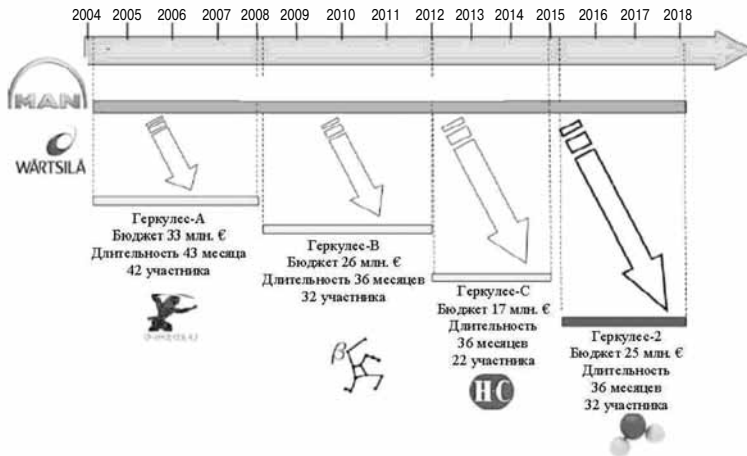 2004 2005 2006 2007 2008 2009 2010 2011 2012 2013 2014 2015 2016 2017 2018
MAN
WÄRTSILÄ
Геркулес-A
Бюджет 33 млн. €
Длительность 43 месяца
42 участника
Геркулес-B
Бюджет 26 млн. €
Длительность 36 месяцев
32 участника
Геркулес-C
Бюджет 17 млн. €
Длительность
36 месяцев
22 участника
H-C
Геркулес-2
Бюджет 25 млн. €
Длительность
36 месяцев
32 участника
β